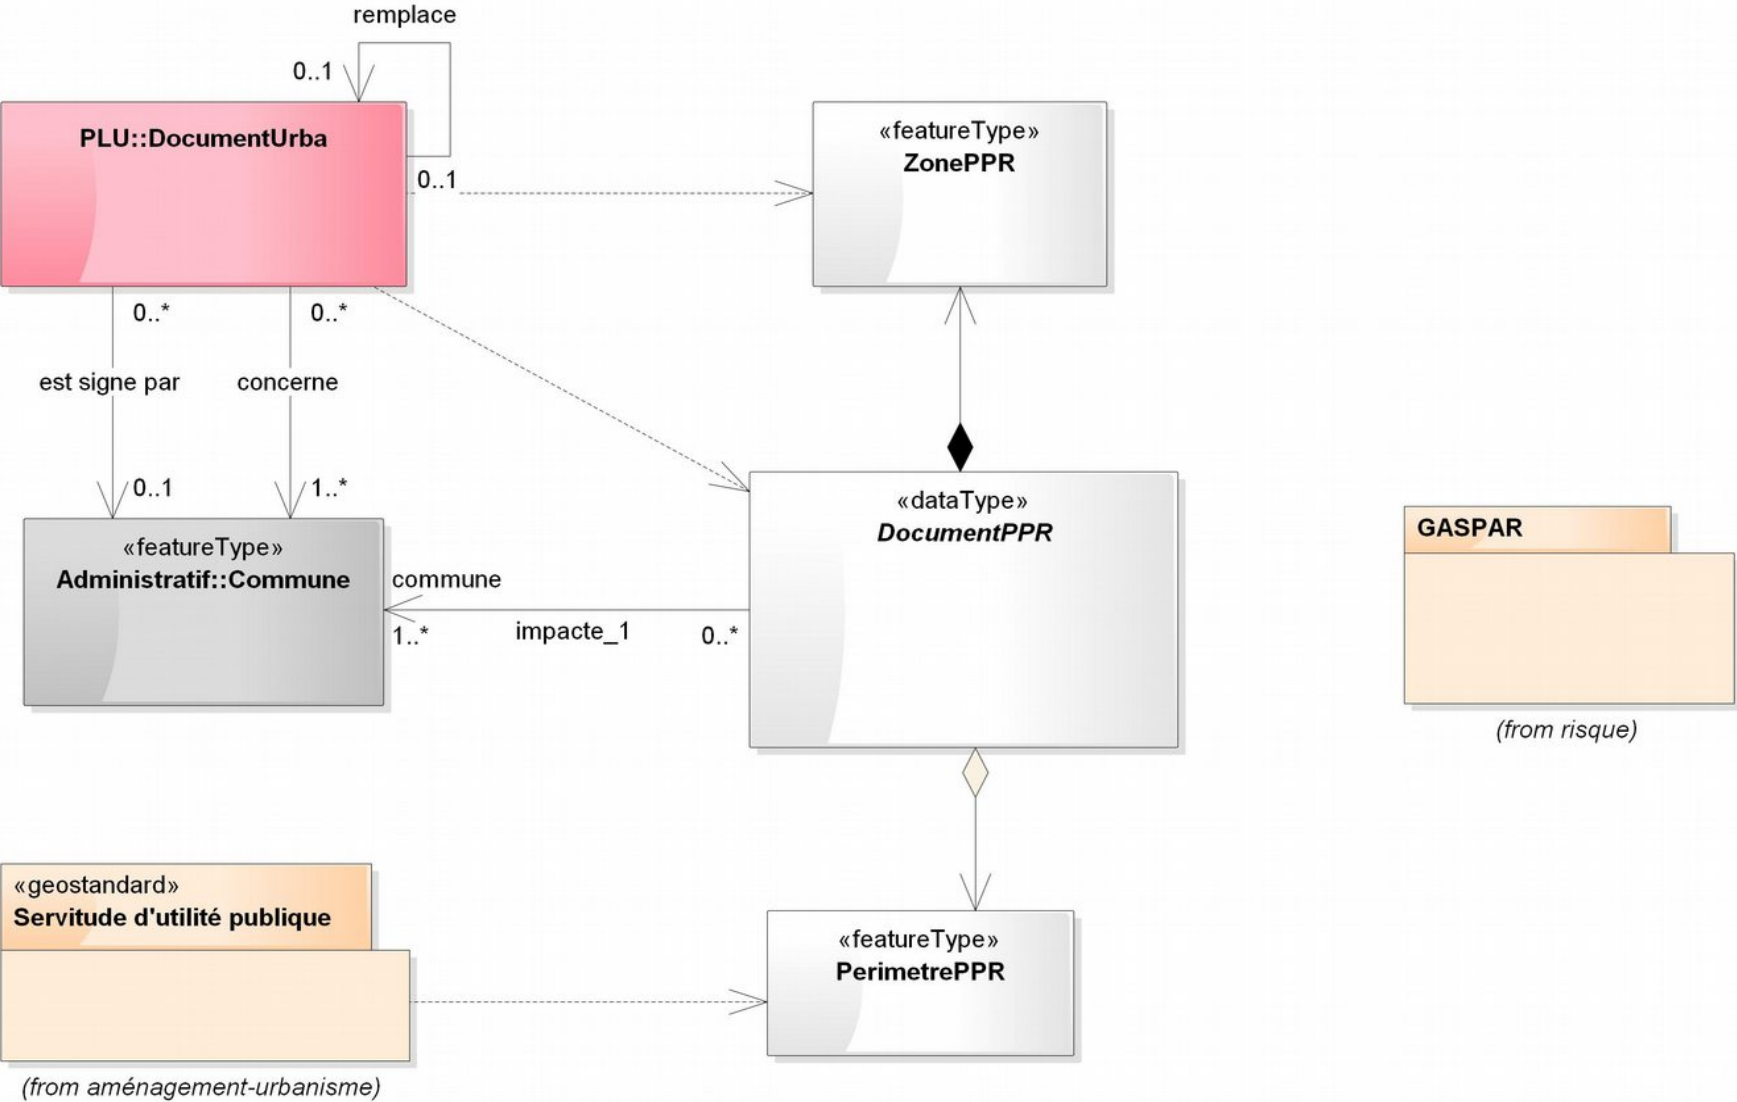 remplace
0..1
PLU::DocumentUrba
0..1
«featureType»
ZonePPR
0..*
0..*
est signe par
concerne
0..1
1..*
«featureType»
Administratif::Commune
commune
1..*
impacte_1
0..*
«dataType»
DocumentPPR
GASPAR
(from risque)
«geostandard»
Servitude d'utilité publique
(from aménagement-urbanisme)
«featureType»
PerimetrePPR